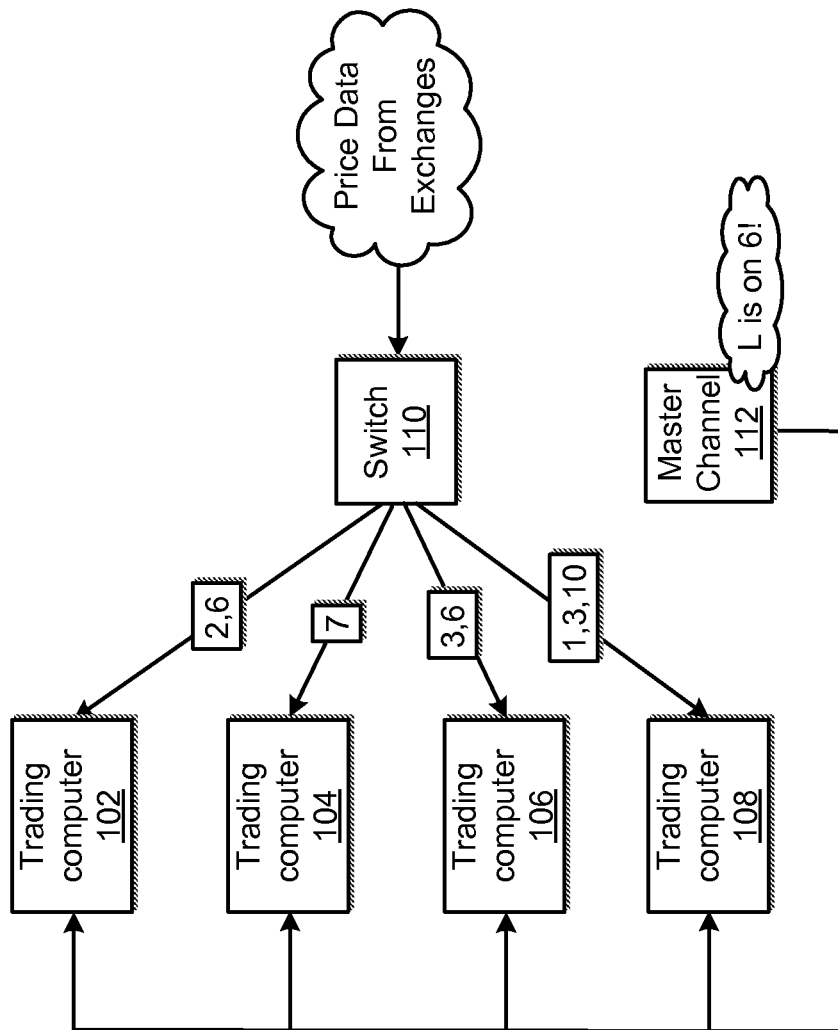 Price Data
From
Exchanges
Switch
110
Master
Channel
112
L is on 6!
2,6
7
3,6
1,3,10
Trading
computer
102
Trading
computer
104
Trading
computer
106
Trading
computer
108